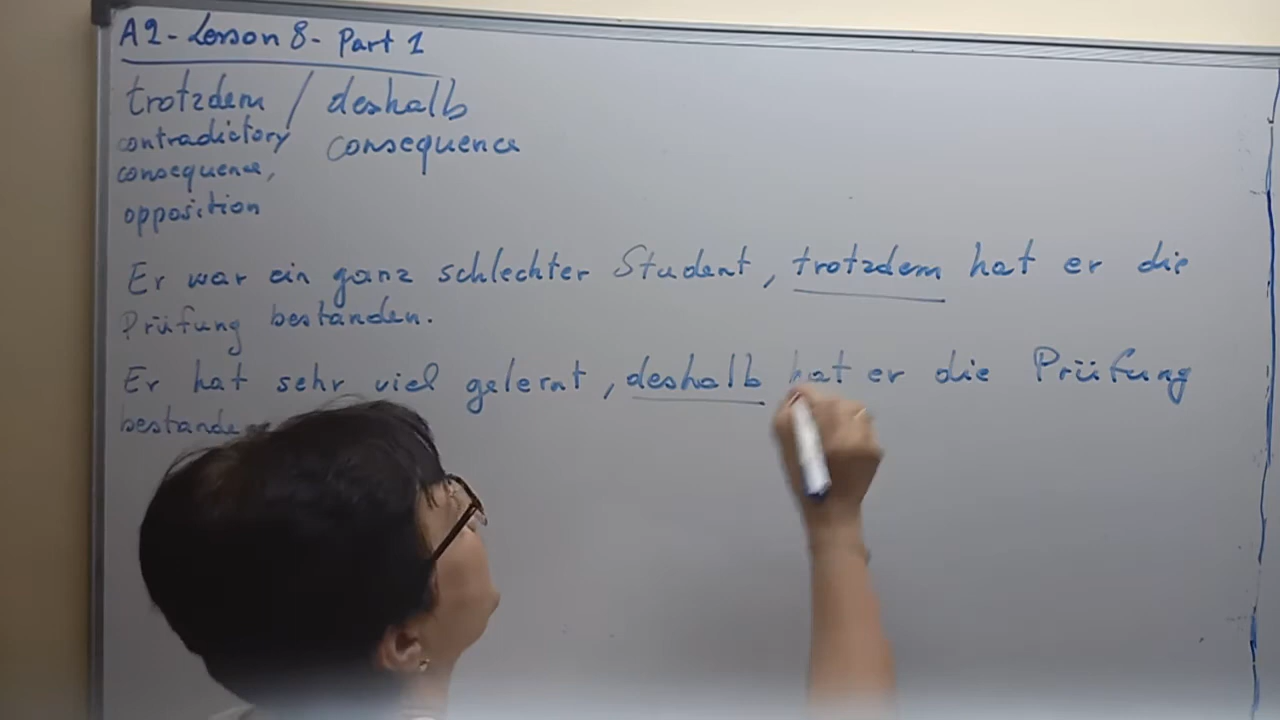 A2 - Lesson 8 - Part 1
trotzdem / deshalb
contradictory consequence
consequence,
opposition
Er war ein ganz schlechter Student, trotzdem hat er die
Prüfung bestanden.
Er hat sehr viel gelernt, deshalb hat er die Prüfung